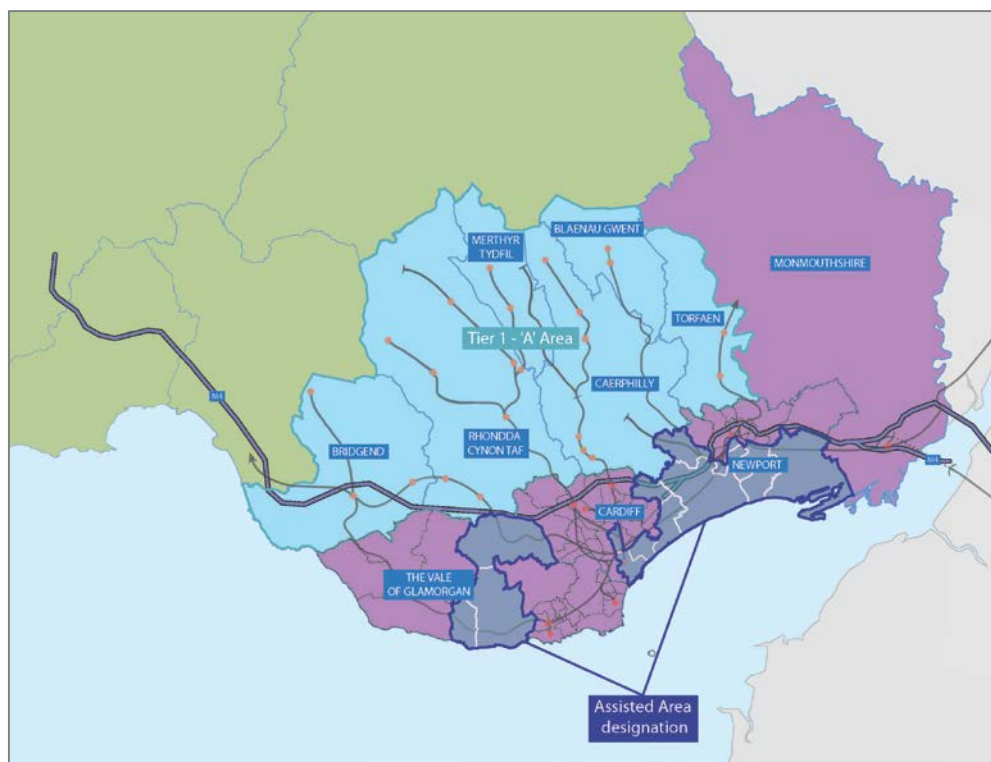 BLAENAU GWENT
MERTHYR
TYDFIL
MONMOUTHSHIRE
TORFAEN
Tier 1 - 'A' Area
CAERPHILLY
M4
RHONDDA
CYNON TAF
BRIDGEND
NEWPORT
M4
CARDIFF
THE VALE
OF GLAMORGAN
Assisted Area
designation